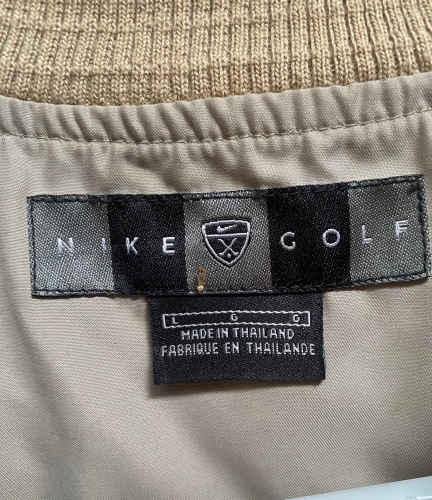 NIKE GOLF
L G G
MADE IN THAILAND
FABRIQUE EN THAILANDE